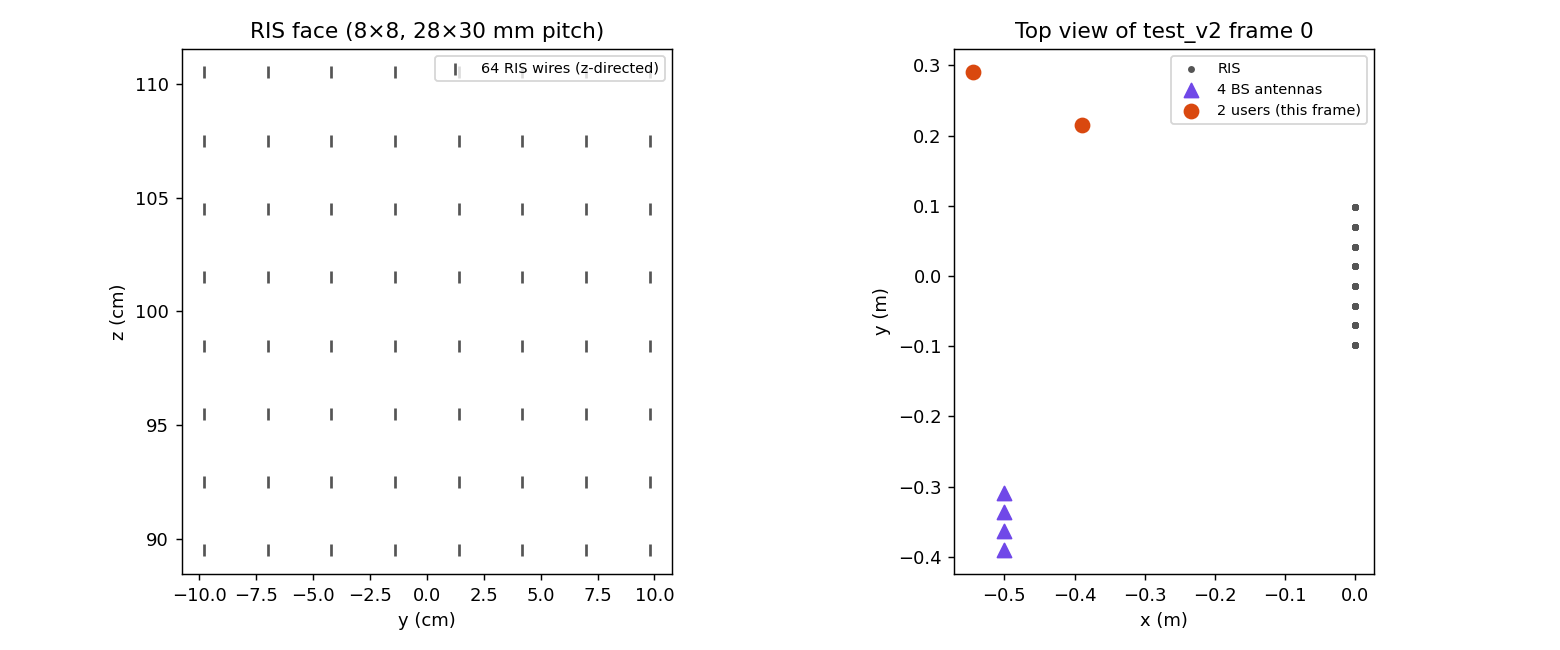 RIS face (8×8, 28×30 mm pitch)
64 RIS wires (z-directed)
110
105
100
95
90
z (cm)
−10.0 −7.5 −5.0 −2.5 0.0 2.5 5.0 7.5 10.0
y (cm)
Top view of test_v2 frame 0
RIS
4 BS antennas
2 users (this frame)
0.3
0.2
0.1
0.0
−0.1
−0.2
−0.3
−0.4
y (m)
−0.5 −0.4 −0.3 −0.2 −0.1 0.0
x (m)